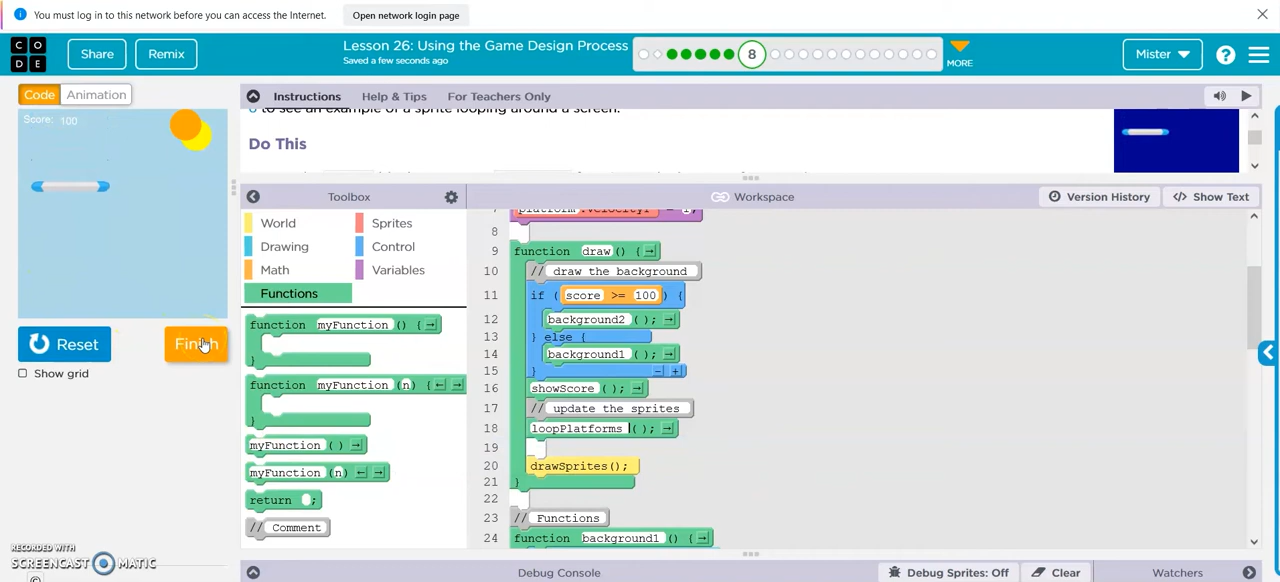 You must log in to this network before you can access the Internet. Open network login page
C O D E Share Remix Lesson 26: Using the Game Design Process 8 MORE Mister ?
Saved a few seconds ago
Code Animation Instructions Help & Tips For Teachers Only
to see an example of a sprite looping around a screen.
Score: 100
Do This
Toolbox Workspace Version History </> Show Text
World Sprites
Drawing Control
Math Variables
Functions
function myFunction () {
}
function myFunction (n) {
}
myFunction ()
myFunction (n)
return ;
// Comment
8
9 function draw () {
10 // draw the background
11 if ( score >= 100 ) {
12 background2 ();
13 } else {
14 background1 ();
15 } - +
16 showScore ();
17 // update the sprites
18 loopPlatforms ();
19
20 drawSprites();
21 }
22
23 // Functions
24 function background1 () {
Reset Finish
Show grid
RECORDED WITH
SCREENCAST MATIC
Debug Console Debug Sprites: Off Clear Watchers